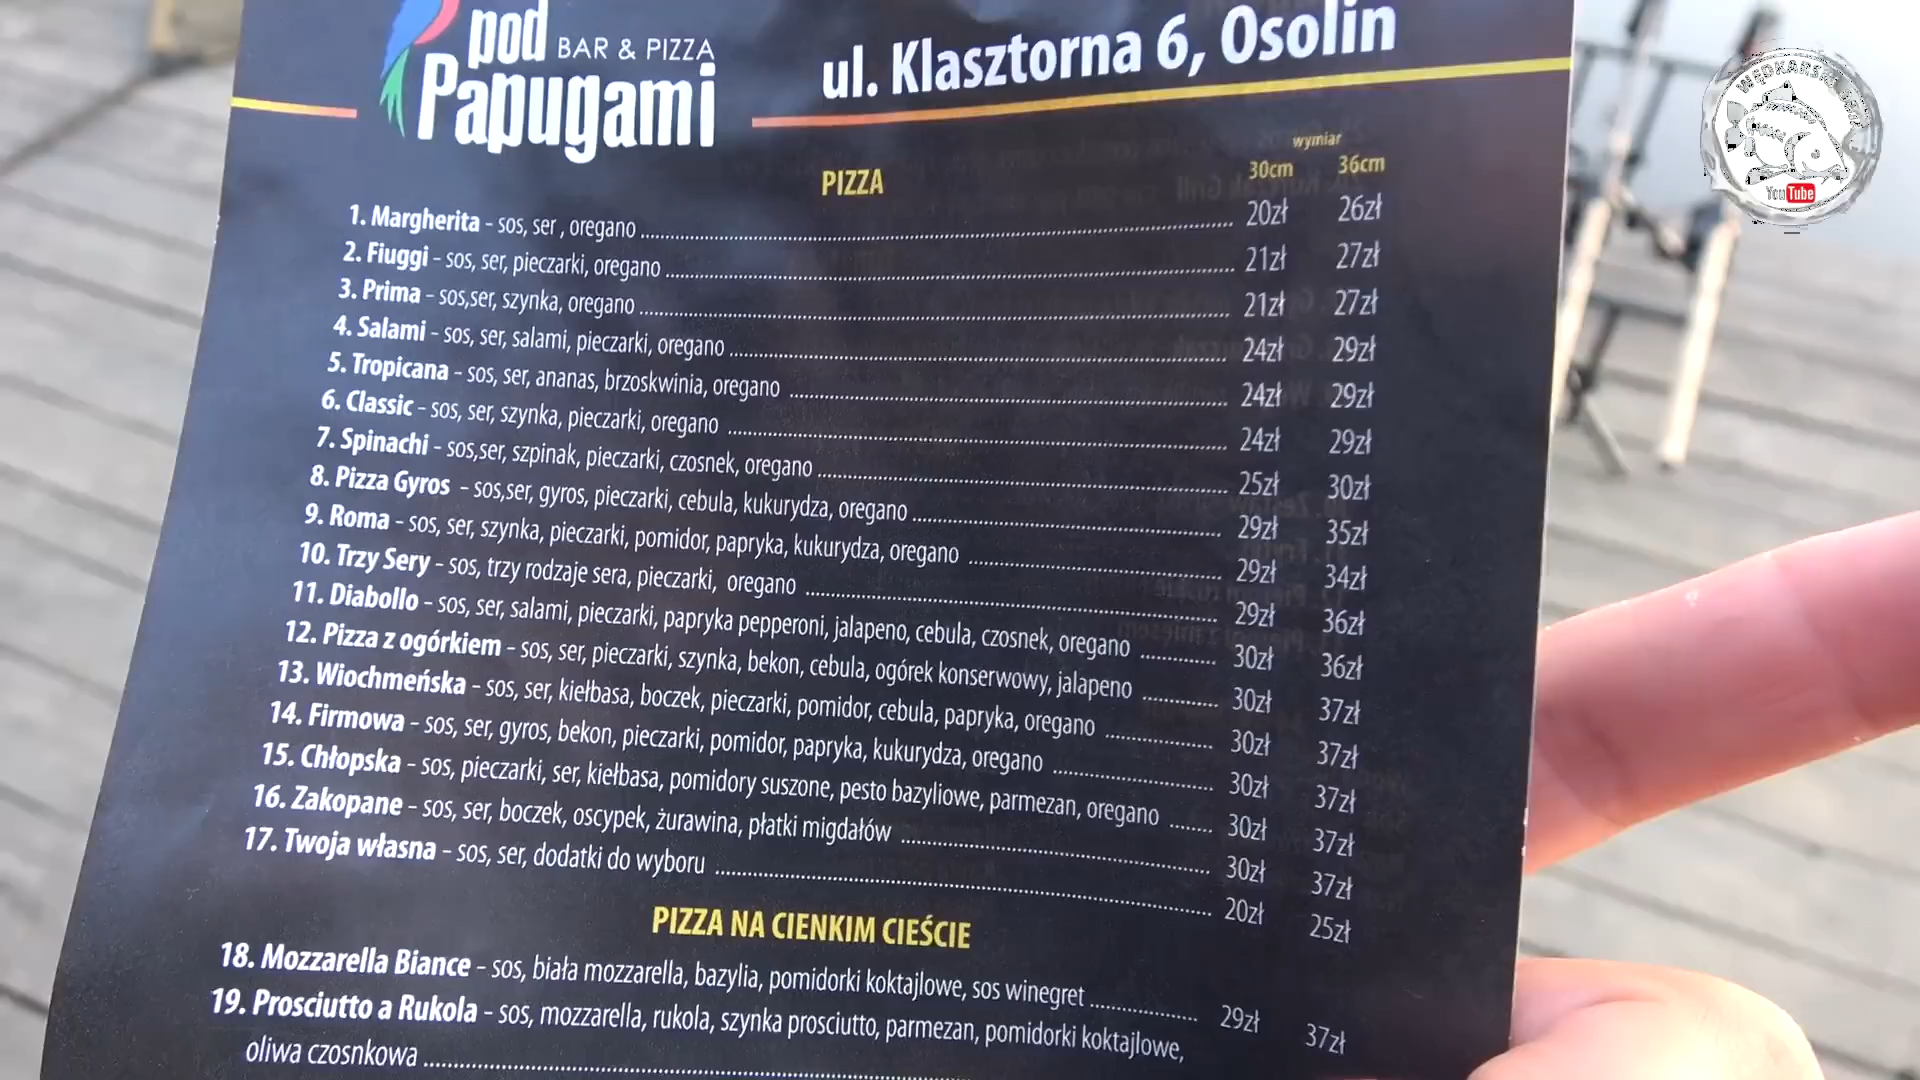 pod BAR & PIZZA
Papugami
ul. Klasztorna 6, Osolin
wymiar
PIZZA 30cm 36cm
1. Margherita - sos, ser , oregano 20zł 26zł
2. Fiuggi - sos, ser, pieczarki, oregano 21zł 27zł
3. Prima - sos,ser, szynka, oregano 21zł 27zł
4. Salami - sos, ser, salami, pieczarki, oregano 24zł 29zł
5. Tropicana - sos, ser, ananas, brzoskwinia, oregano 24zł 29zł
6. Classic - sos, ser, szynka, pieczarki, oregano 24zł 29zł
7. Spinachi - sos,ser, szpinak, pieczarki, czosnek, oregano 25zł 30zł
8. Pizza Gyros - sos,ser, gyros, pieczarki, cebula, kukurydza, oregano 29zł 35zł
9. Roma - sos, ser, szynka, pieczarki, pomidor, papryka, kukurydza, oregano 29zł 34zł
10. Trzy Sery - sos, trzy rodzaje sera, pieczarki, oregano 29zł 36zł
11. Diabollo - sos, ser, salami, pieczarki, papryka pepperoni, jalapeno, cebula, czosnek, oregano 30zł 36zł
12. Pizza z ogórkiem - sos, ser, pieczarki, szynka, bekon, cebula, ogórek konserwowy, jalapeno 30zł 37zł
13. Wiochmeńska - sos, ser, kiełbasa, boczek, pieczarki, pomidor, cebula, papryka, oregano 30zł 37zł
14. Firmowa - sos, ser, gyros, bekon, pieczarki, pomidor, papryka, kukurydza, oregano 30zł 37zł
15. Chłopska - sos, pieczarki, ser, kiełbasa, pomidory suszone, pesto bazyliowe, parmezan, oregano 30zł 37zł
16. Zakopane - sos, ser, boczek, oscypek, żurawina, płatki migdałów 30zł 37zł
17. Twoja własna - sos, ser, dodatki do wyboru 20zł 25zł
PIZZA NA CIENKIM CIEŚCIE
18. Mozzarella Biance - sos, biała mozzarella, bazylia, pomidorki koktajlowe, sos winegret 29zł 37zł
19. Prosciutto a Rukola - sos, mozzarella, rukola, szynka prosciutto, parmezan, pomidorki koktajlowe,
oliwa czosnkowa
YouTube